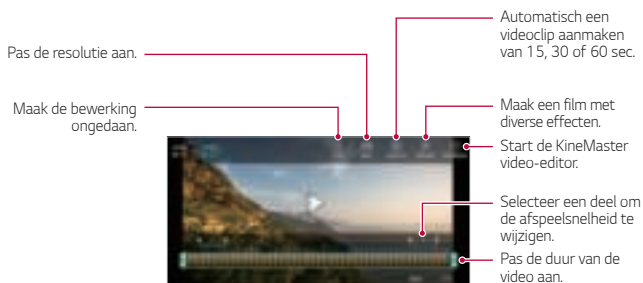 Pas de resolutie aan.
Maak de bewerking
ongedaan.
Automatisch een
videoclip aanmaken
van 15, 30 of 60 sec.
Maak een film met
diverse effecten.
Start de KineMaster
video-editor.
Selecteer een deel om
de afspeelsnelheid te
wijzigen.
Pas de duur van de
video aan.